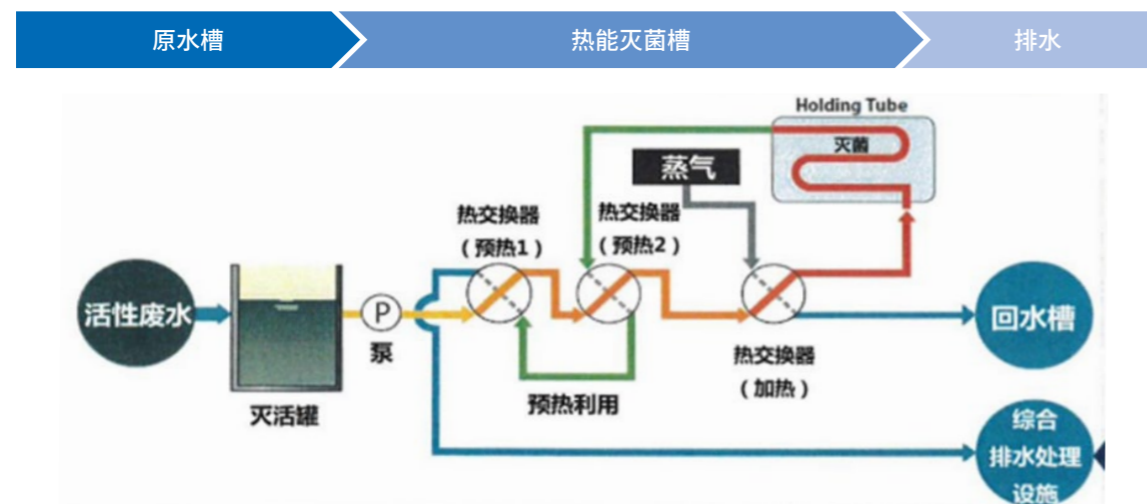 原水槽
热能灭菌槽
排水
Holding Tube
灭菌
蒸气
热交换器
（预热1）
热交换器
（预热2）
活性废水
P
泵
灭活罐
预热利用
热交换器
（加热）
回水槽
综合
排水处理
设施